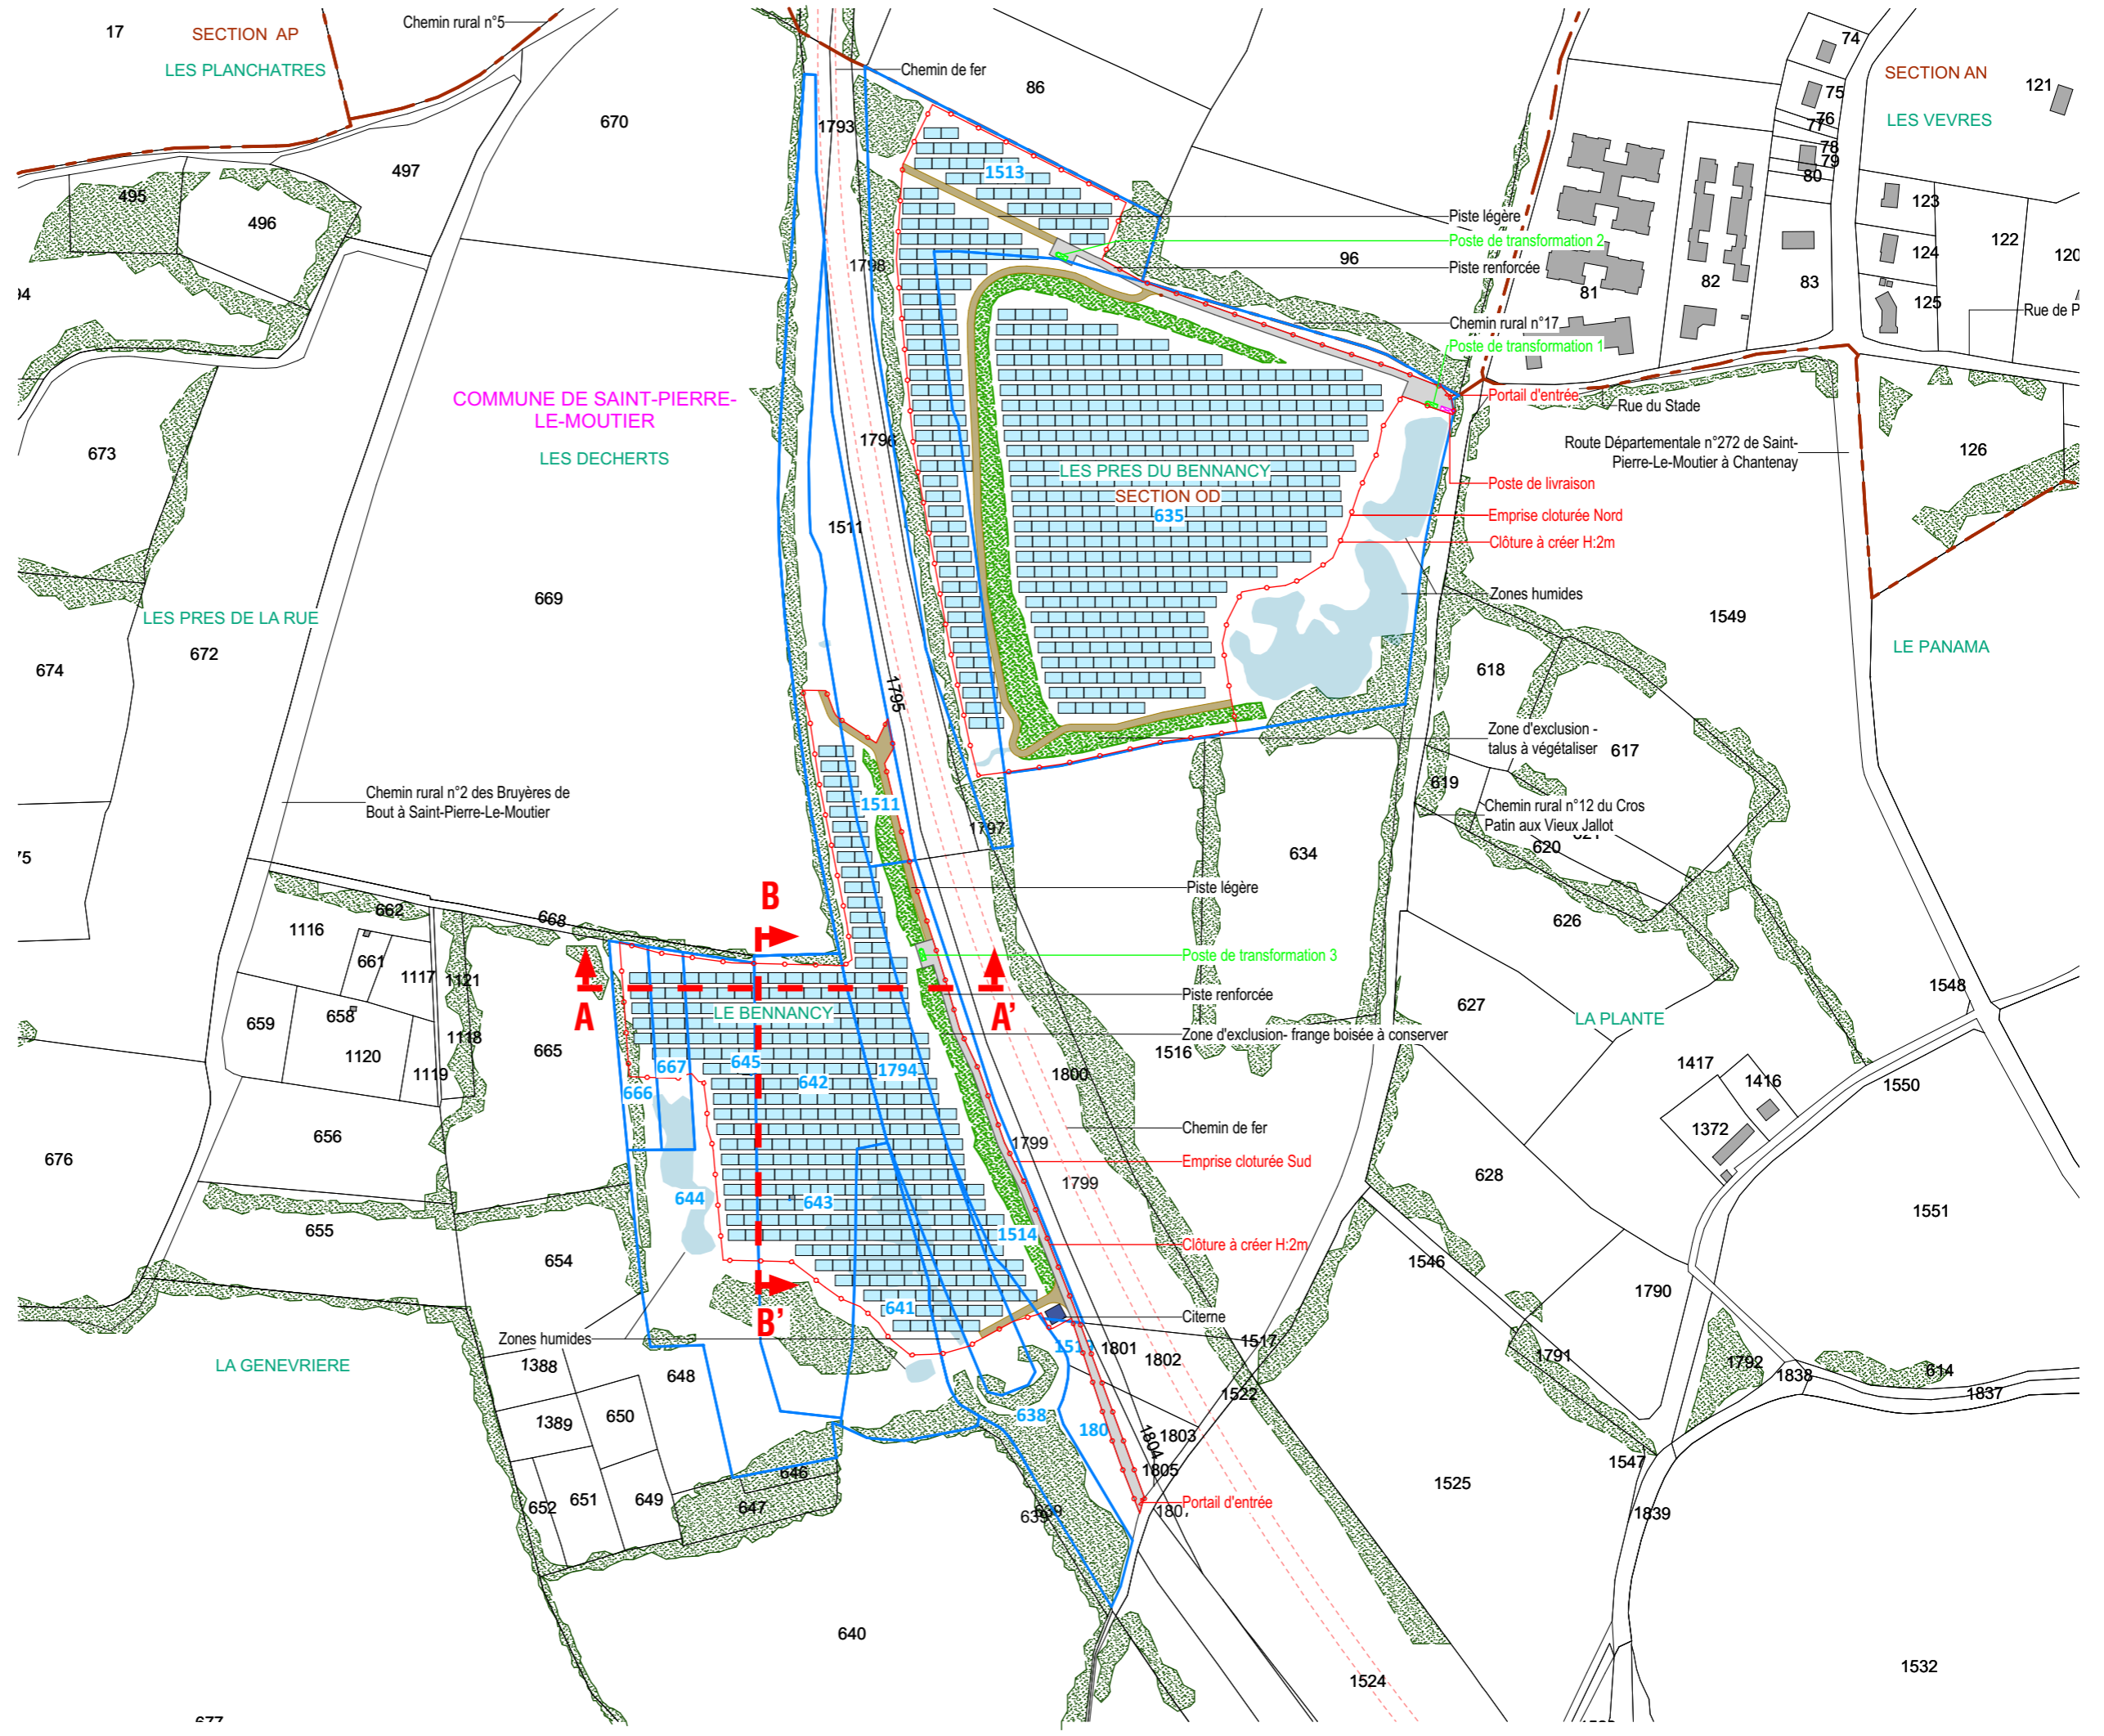 17
SECTION AP
LES PLANCHATRES
Chemin rural n°5
Chemin de fer
86
1793
670
497
495
496
SECTION AN
LES VEVRES
74
75
76
77
78
79
80
121
123
122
124
120
125
81
82
83
96
Rue de P
1513
1798
Piste légère
Poste de transformation 2
Piste renforcée
Chemin rural n°17
Poste de transformation 1
Portail d'entrée
Rue du Stade
Route Départementale n°272 de Saint-
Pierre-Le-Moutier à Chantenay
126
COMMUNE DE SAINT-PIERRE-
LE-MOUTIER
LES DECHERTS
673
1796
LES PRES DU BENNANCY
SECTION OD
635
Poste de livraison
Emprise cloturée Nord
Clôture à créer H:2m
Zones humides
1511
669
LES PRES DE LA RUE
672
674
1549
LE PANAMA
618
1795
Zone d'exclusion -
talus à végétaliser
617
619
Chemin rural n°12 du Cros
Patin aux Vieux Jallot
620
Chemin rural n°2 des Bruyères de
Bout à Saint-Pierre-Le-Moutier
1511
1797
634
Piste légère
B
668
662
1116
661
1117
1121
626
Poste de transformation 3
Piste renforcée
A
A'
LE BENNANCY
Zone d'exclusion- frange boisée à conserver
627
LA PLANTE
1548
659
658
1120
1118
1119
665
667
645
642
1794
666
1516
1800
1417
1416
1372
1550
656
676
Chemin de fer
1799
Emprise cloturée Sud
1799
628
644
643
655
654
1514
Clôture à créer H:2m
1546
1551
1790
641
B'
Citerne
Zones humides
1517
1801
1802
LA GENEVRIERE
1388
648
1522
1791
1792
1838
614
1837
1389
650
638
180
1803
1804
1805
646
647
652
651
649
1525
1547
1839
Portail d'entrée
639
640
1524
1532